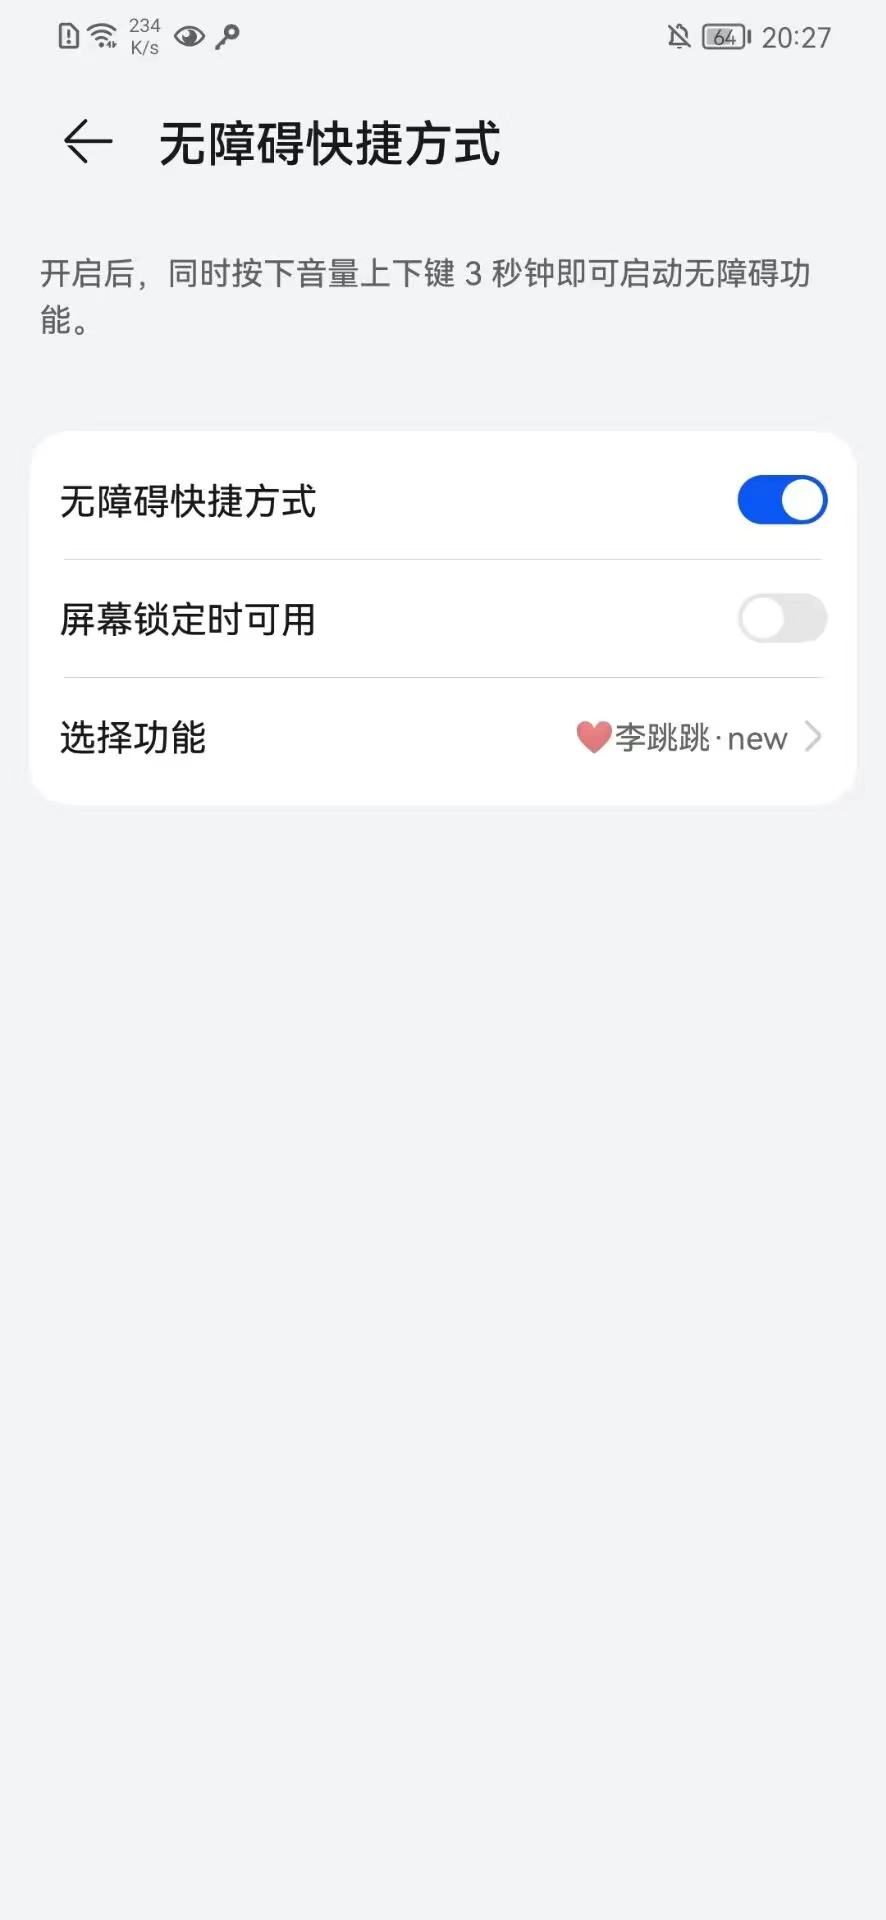 234
K/s
64
20:27
无障碍快捷方式
开启后，同时按下音量上下键 3 秒钟即可启动无障碍功
能。
无障碍快捷方式
屏幕锁定时可用
选择功能
❤️李跳跳·new